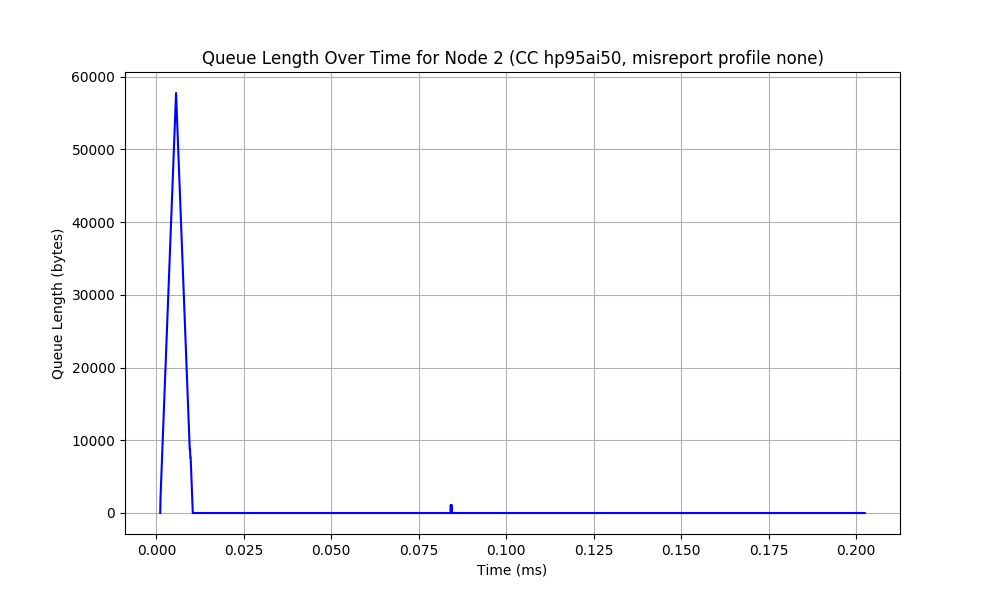 Queue Length Over Time for Node 2 (CC hp95ai50, misreport profile none)
60000
50000
40000
30000
20000
10000
0
Queue Length (bytes)
0.000 0.025 0.050 0.075 0.100 0.125 0.150 0.175 0.200
Time (ms)